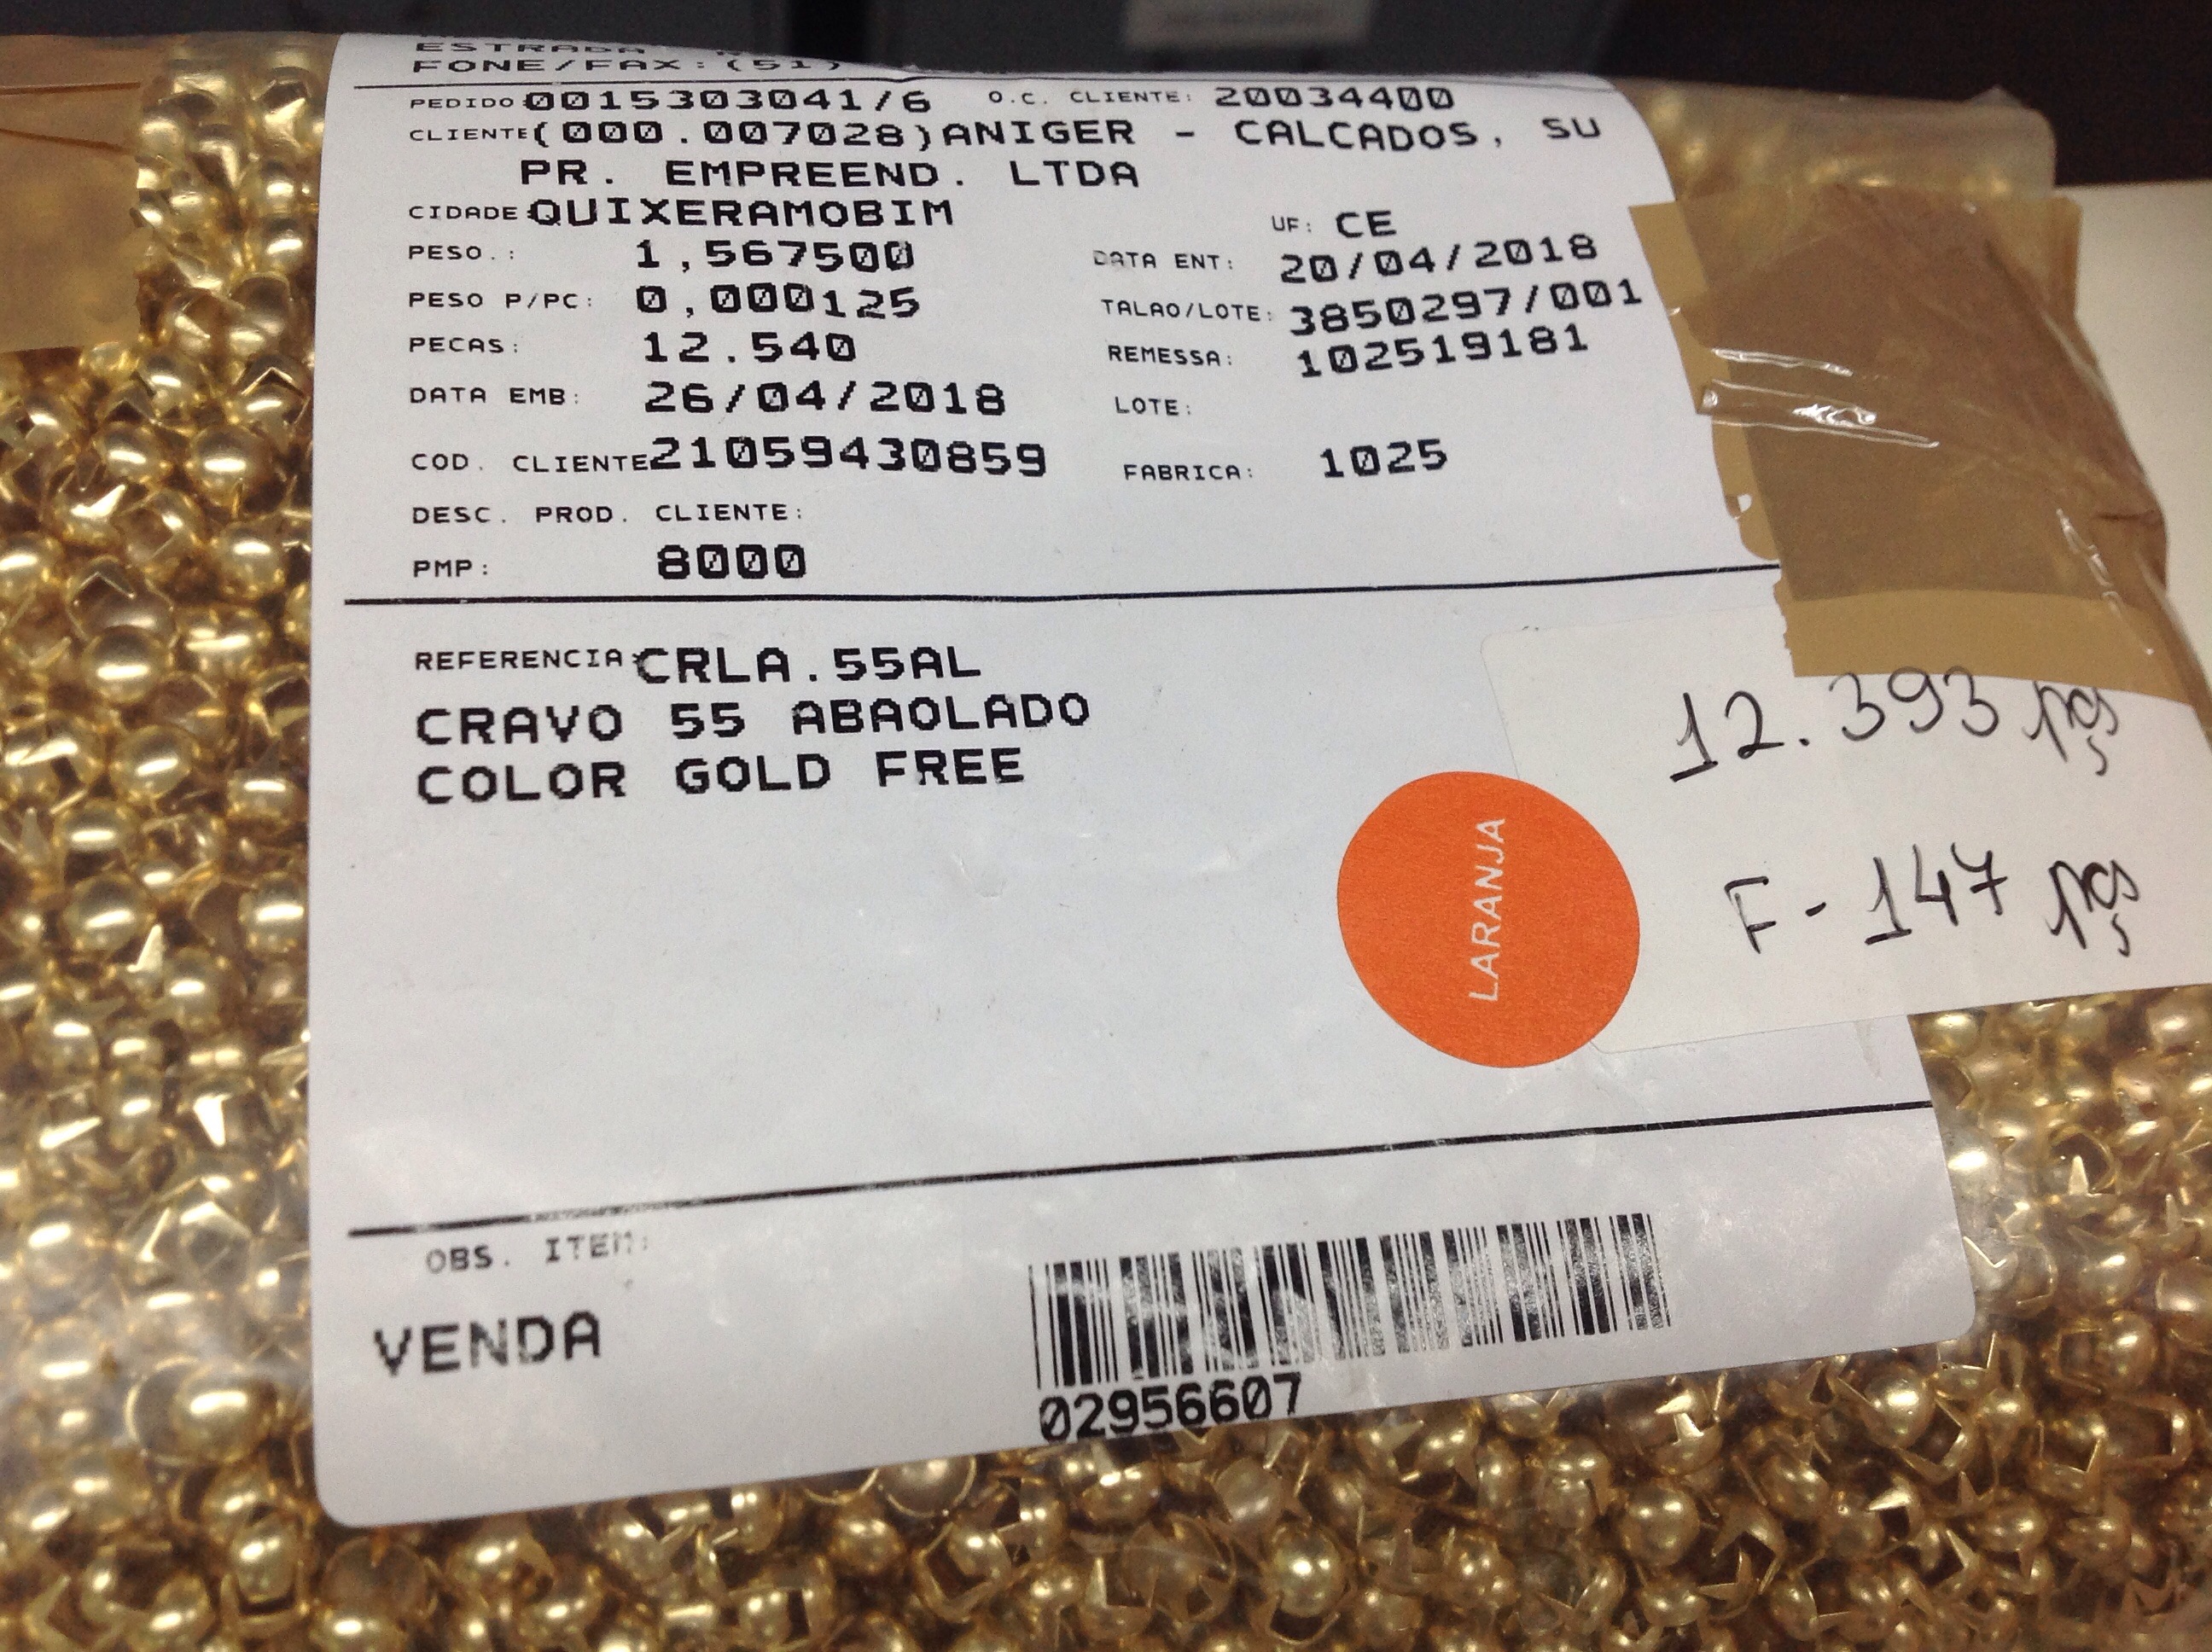 ESTRADA
FONE/FAX:(51)
PEDIDO:0015303041/6 O.C. CLIENTE: 20034400
CLIENTE(000.007028)ANIGER - CALCADOS, SU
PR. EMPREEND. LTDA
CIDADE:QUIXERAMOBIM UF: CE
PESO.: 1,567500 DATA ENT: 20/04/2018
PESO P/PC: 0,000125 TALAO/LOTE: 3850297/001
PECAS: 12.540 REMESSA: 102519181
DATA EMB: 26/04/2018 LOTE:
COD. CLIENTE21059430859 FABRICA: 1025
DESC. PROD. CLIENTE:
PMP: 8000
REFERENCIA:CRLA.55AL
CRAVO 55 ABAOLADO
COLOR GOLD FREE
12.393 pçs
F-147 pçs
LARANJA
OBS. ITEM:
VENDA
02956607